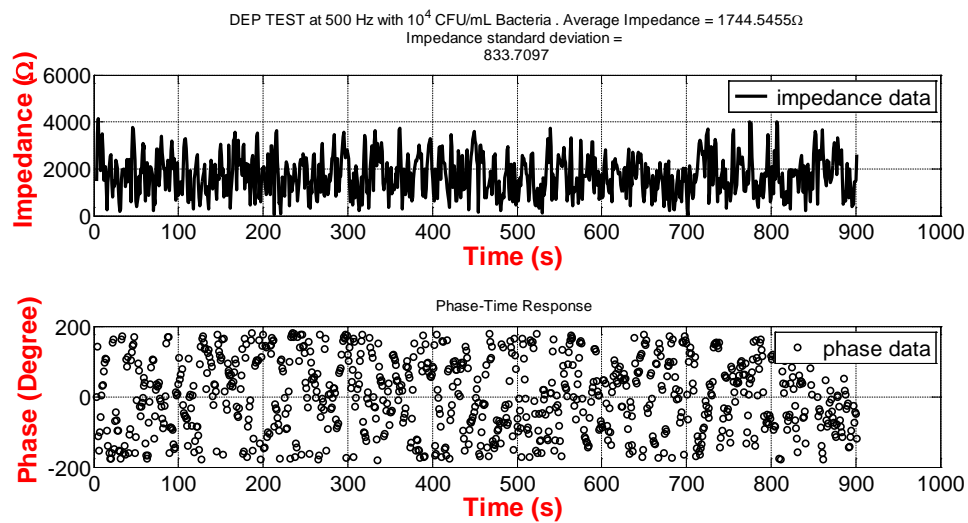 DEP TEST at 500 Hz with 10⁴ CFU/mL Bacteria . Average Impedance = 1744.5455Ω
Impedance standard deviation =
833.7097
Impedance (Ω)
6000
4000
2000
0
impedance data
0 100 200 300 400 500 600 700 800 900 1000
Time (s)
Phase-Time Response
Phase (Degree)
200
0
-200
phase data
0 100 200 300 400 500 600 700 800 900 1000
Time (s)